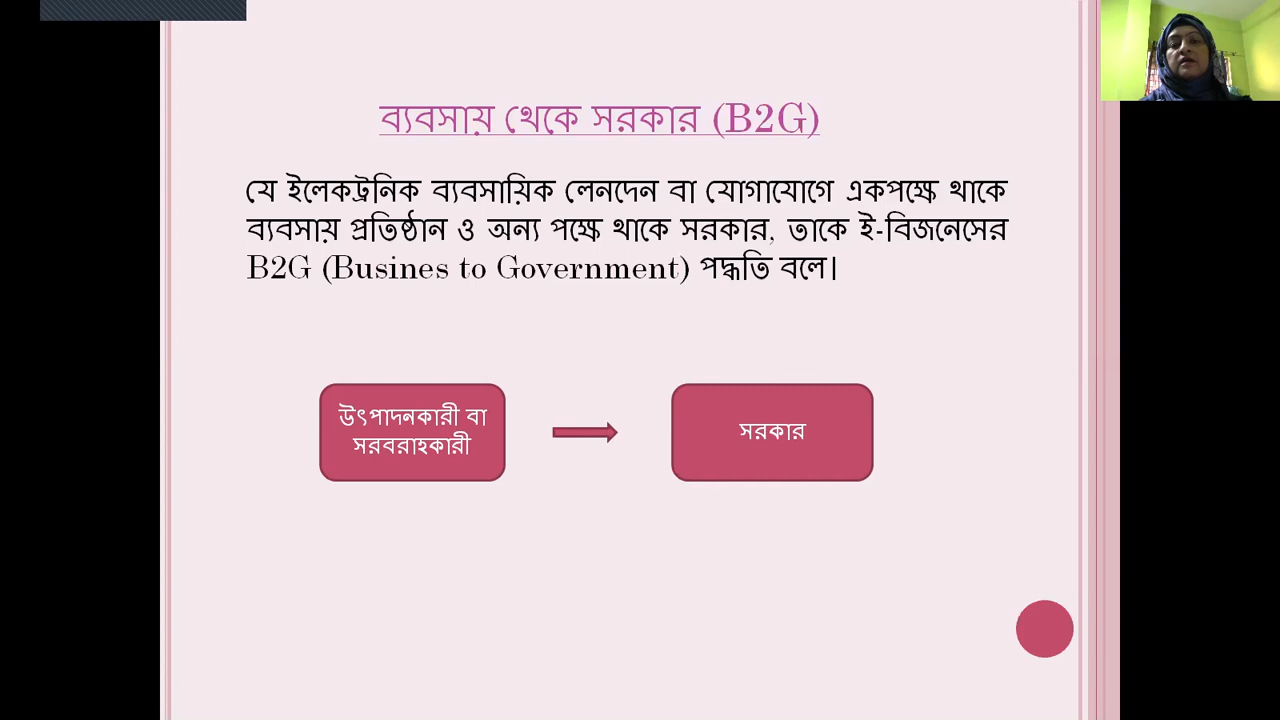 ব্যবসায় থেকে সরকার (B2G)
যে ইলেকট্রনিক ব্যবসায়িক লেনদেন বা যোগাযোগে একপক্ষে থাকে
ব্যবসায় প্রতিষ্ঠান ও অন্য পক্ষে থাকে সরকার, তাকে ই-বিজনেসের
B2G (Busines to Government) পদ্ধতি বলে।
উৎপাদনকারী বা
সরবরাহকারী
সরকার